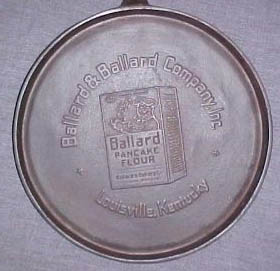 Ballard & Ballard Company, Inc.
Ballard
PANCAKE
FLOUR
Louisville, Kentucky